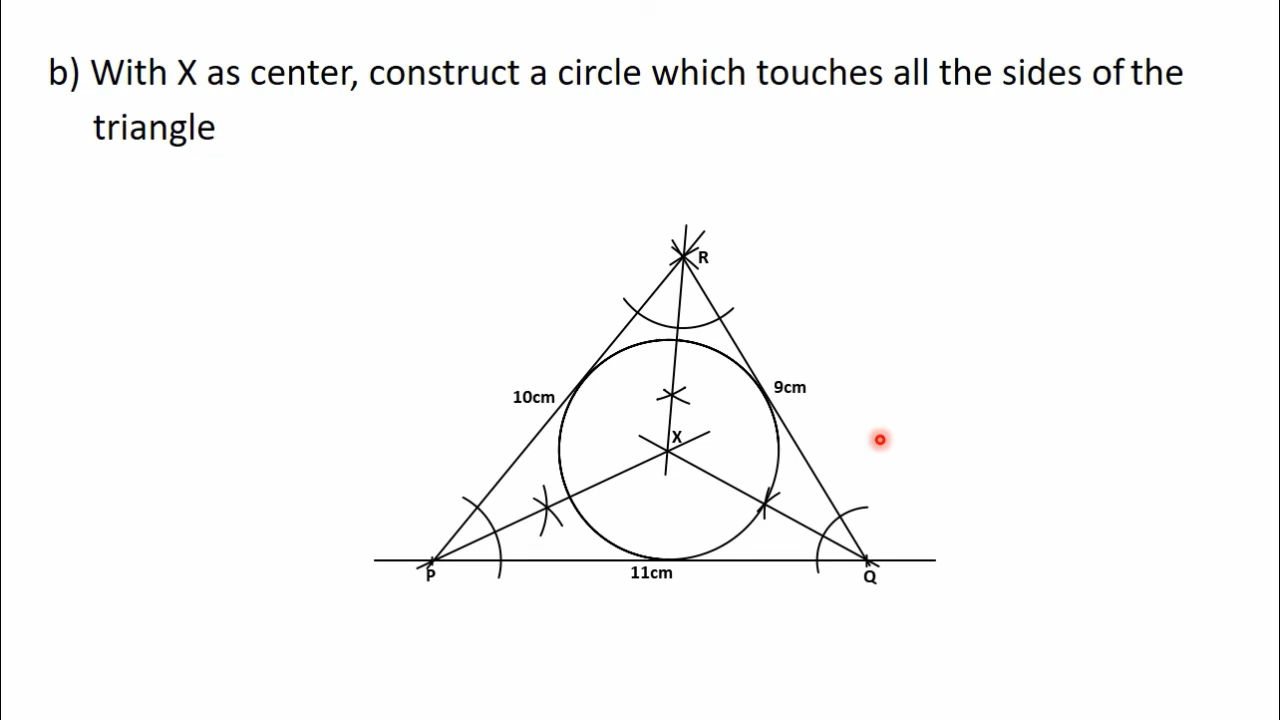 b) With X as center, construct a circle which touches all the sides of the
triangle
R
10cm
9cm
X
P
11cm
Q